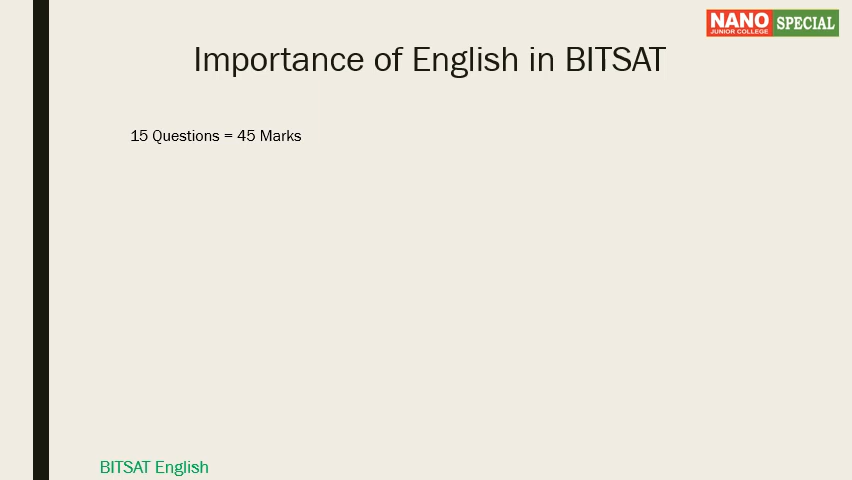 NANO
JUNIOR COLLEGE
SPECIAL
Importance of English in BITSAT
15 Questions = 45 Marks
BITSAT English